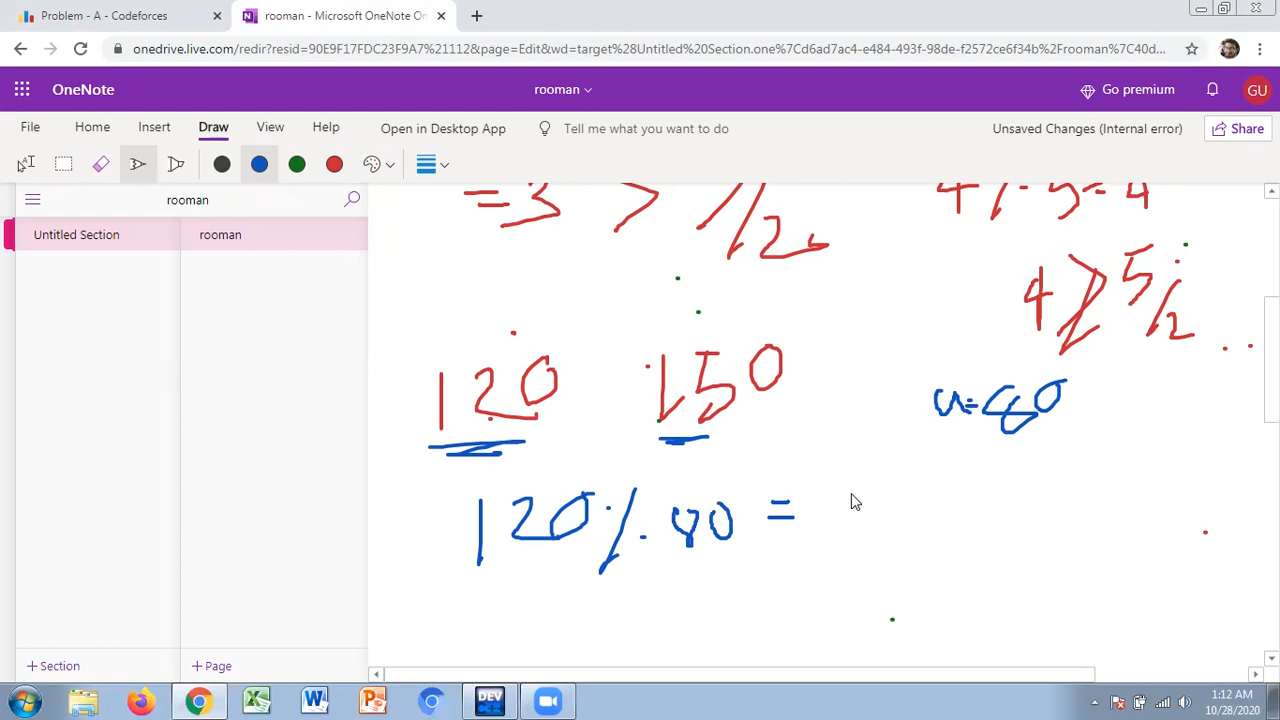 Problem - A - Codeforces
rooman - Microsoft OneNote On
onedrive.live.com/redir?resid=90E9F17FDC23F9A7%21112&page=Edit&wd=target%28Untitled%20Section.one%7Cd6ad7ac4-e484-493f-98de-f2572ce6f34b%2Frooman%7C40d...
OneNote
rooman
Go premium
GU
File Home Insert Draw View Help Open in Desktop App Tell me what you want to do Unsaved Changes (Internal error) Share
rooman
Untitled Section rooman
=3 > 7/2 4%5=4
4 ≥ 5/2
120 150 a=80
120%80 =
+ Section + Page
DEV
1:12 AM
10/28/2020